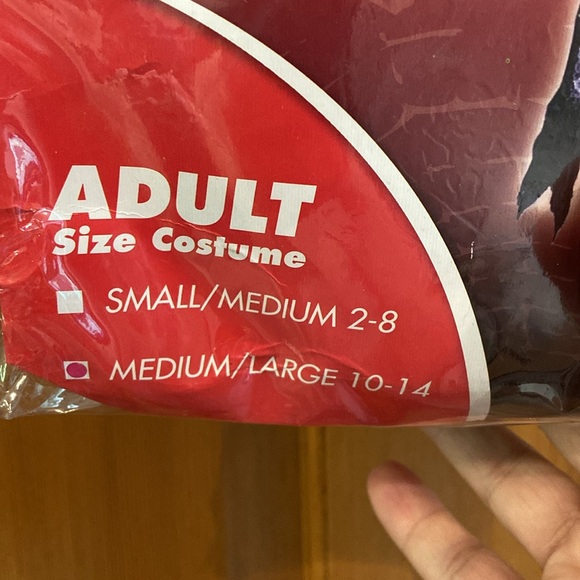 ADULT
Size Costume
SMALL/MEDIUM 2-8
MEDIUM/LARGE 10-14